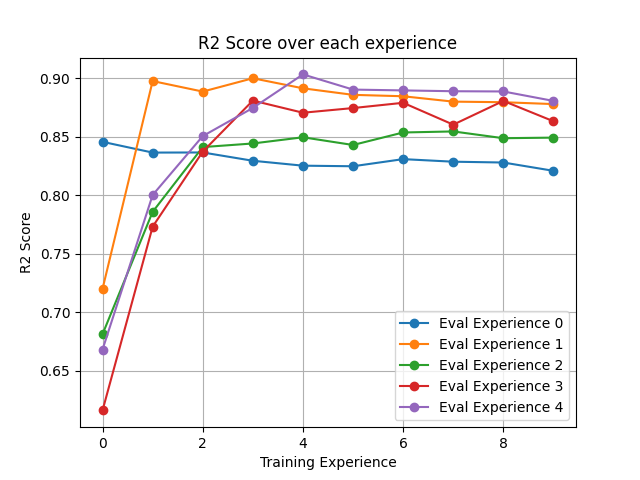 R2 Score over each experience
R2 Score
0.90
0.85
0.80
0.75
0.70
0.65
0 2 4 6 8
Training Experience
Eval Experience 0
Eval Experience 1
Eval Experience 2
Eval Experience 3
Eval Experience 4